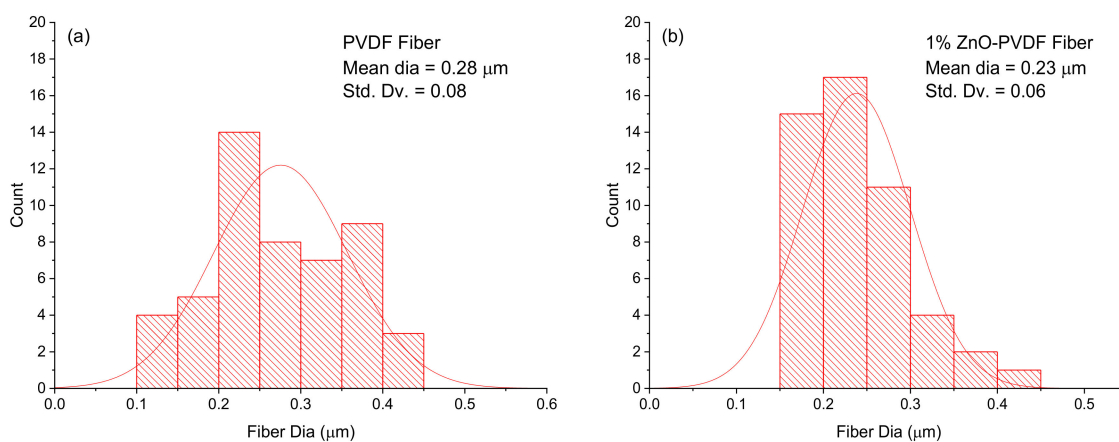 (a)
PVDF Fiber
Mean dia = 0.28 μm
Std. Dv. = 0.08
20
18
16
14
12
10
8
6
4
2
0
Count
0.0 0.1 0.2 0.3 0.4 0.5 0.6
Fiber Dia (μm)
(b)
1% ZnO-PVDF Fiber
Mean dia = 0.23 μm
Std. Dv. = 0.06
20
18
16
14
12
10
8
6
4
2
0
Count
0.0 0.1 0.2 0.3 0.4 0.5
Fiber Dia (μm)